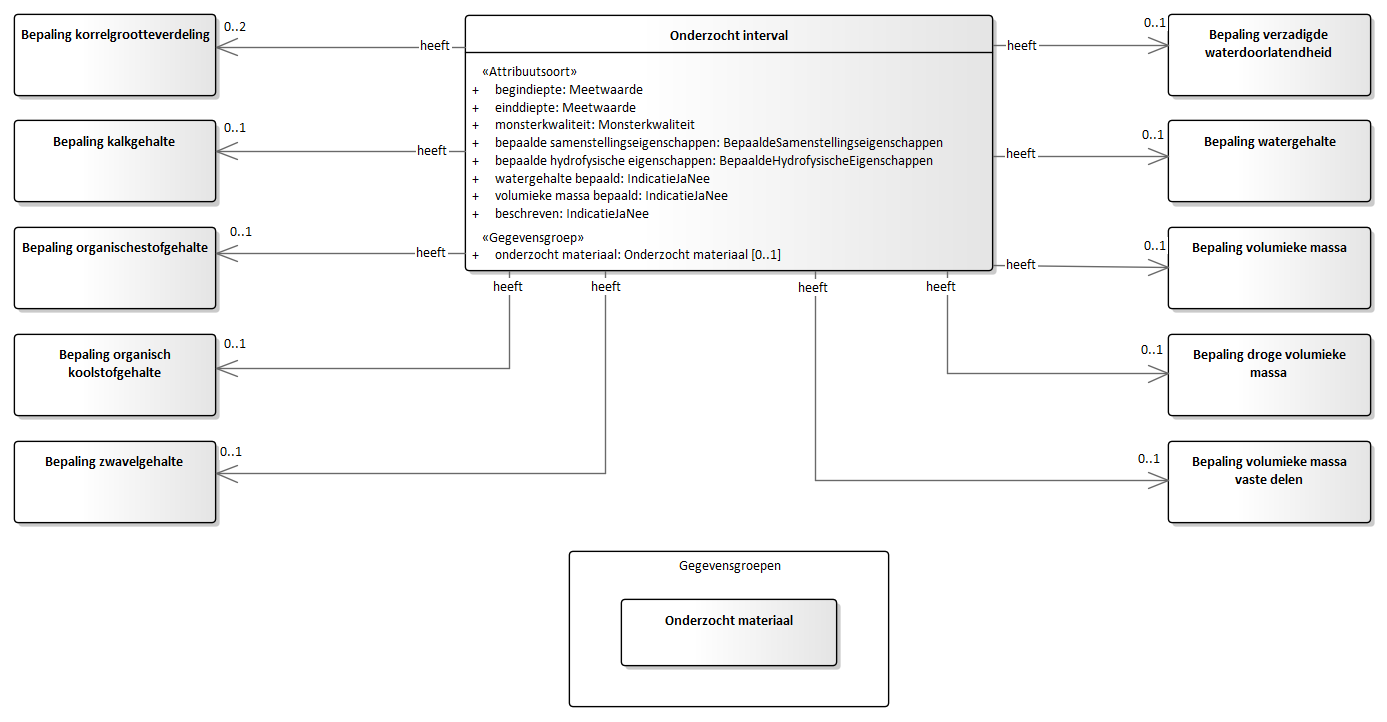 Onderzocht interval
«Attribuutsoort»
+ begindiepte: Meetwaarde
+ einddiepte: Meetwaarde
+ monsterkwaliteit: Monsterkwaliteit
+ bepaalde samenstellingseigenschappen: BepaaldeSamenstellingseigenschappen
+ bepaalde hydrofysische eigenschappen: BepaaldeHydrofysischeEigenschappen
+ watergehalte bepaald: IndicatieJaNee
+ volumieke massa bepaald: IndicatieJaNee
+ beschreven: IndicatieJaNee
«Gegevensgroep»
+ onderzocht materiaal: Onderzocht materiaal [0..1]
Bepaling korrelgrootteverdeling
0..2
heeft
Bepaling kalkgehalte
0..1
heeft
Bepaling organischestofgehalte
0..1
heeft
Bepaling organisch
koolstofgehalte
0..1
heeft
Bepaling zwavelgehalte
0..1
heeft
heeft
0..1
Bepaling verzadigde
waterdoorlatendheid
heeft
0..1
Bepaling watergehalte
heeft
0..1
Bepaling volumieke massa
heeft
0..1
Bepaling droge volumieke
massa
heeft
0..1
Bepaling volumieke massa
vaste delen
Gegevensgroepen
Onderzocht materiaal